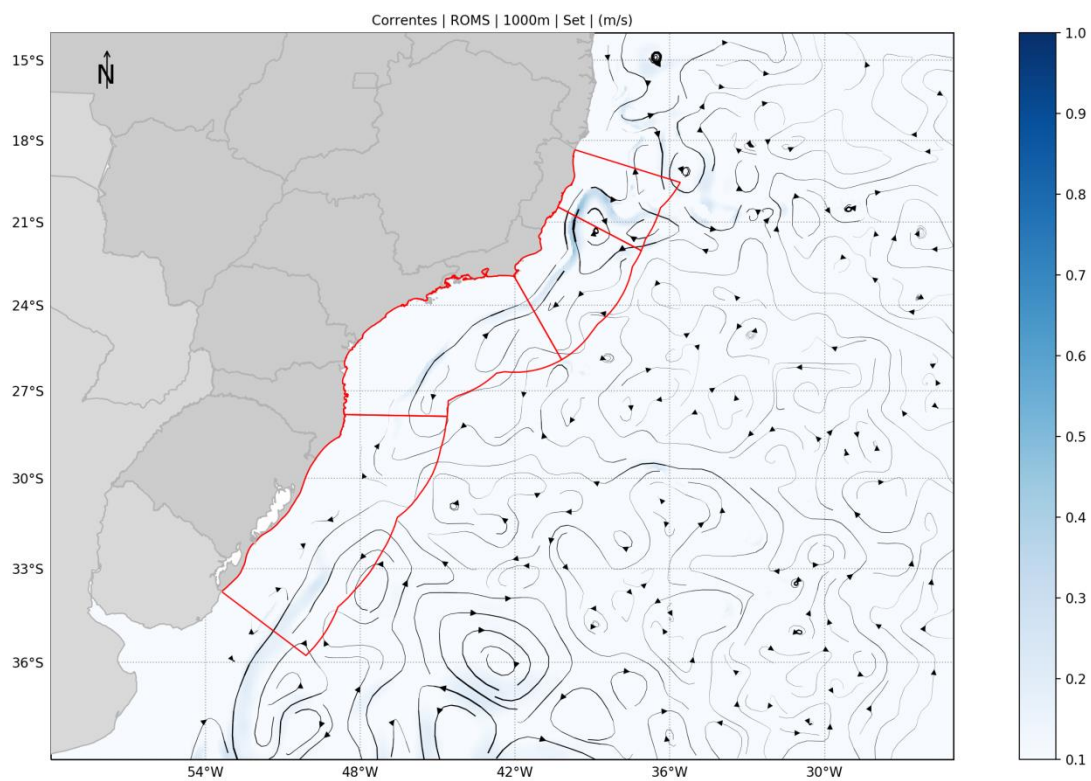 Correntes | ROMS | 1000m | Set | (m/s)
N
15°S
18°S
21°S
24°S
27°S
30°S
33°S
36°S
54°W
48°W
42°W
36°W
30°W
1.0
0.9
0.8
0.7
0.6
0.5
0.4
0.3
0.2
0.1